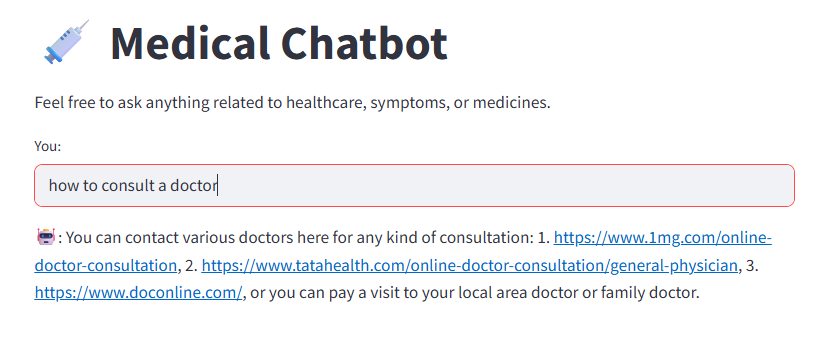 Medical Chatbot
Feel free to ask anything related to healthcare, symptoms, or medicines.
You:
how to consult a doctor
: You can contact various doctors here for any kind of consultation: 1. https://www.1mg.com/online-
doctor-consultation, 2. https://www.tatahealth.com/online-doctor-consultation/general-physician, 3.
https://www.doconline.com/, or you can pay a visit to your local area doctor or family doctor.